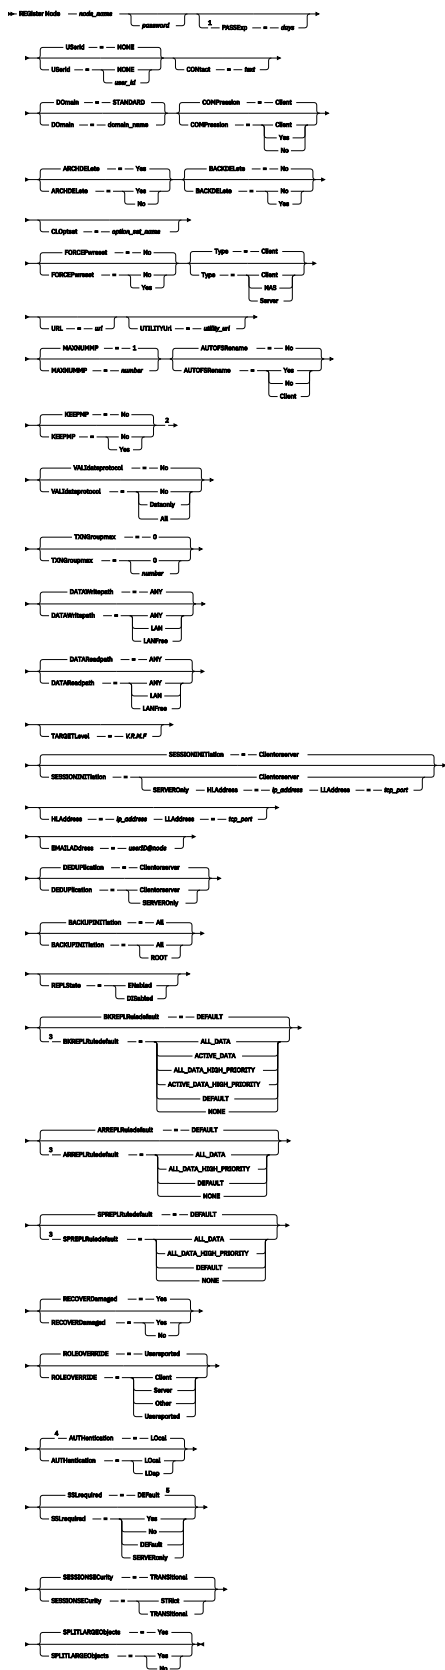 REGister Node — node_name
password
1 PASSExp — = — days
USerid — = — NONE
USerid — = — NONE
user_id
CONtact — = — text
DOmain — = — STANDARD
DOmain — = — domain_name
COMPression — = — Client
COMPression — = — Client
Yes
No
ARCHDELete — = — Yes
ARCHDELete — = — Yes
No
BACKDELete — = — No
BACKDELete — = — No
Yes
CLOptset — = — option_set_name
FORCEPwreset — = — No
FORCEPwreset — = — No
Yes
Type — = — Client
Type — = — Client
NAS
Server
URL — = — url
UTILITYUrl — = — utility_url
MAXNUMMP — = — 1
MAXNUMMP — = — number
AUTOFSRename — = — No
AUTOFSRename — = — Yes
No
Client
KEEPMP — = — No 2
KEEPMP — = — No
Yes
VALIdateprotocol — = — No
VALIdateprotocol — = — No
Dataonly
All
TXNGroupmax — = — 0
TXNGroupmax — = — 0
number
DATAWritepath — = — ANY
DATAWritepath — = — ANY
LAN
LANFree
DATAReadpath — = — ANY
DATAReadpath — = — ANY
LAN
LANFree
TARGETLevel — = — V.R.M.F
SESSIONINITiation — = — Clientorserver
SESSIONINITiation — = — Clientorserver
SERVEROnly — HLAddress — = — ip_address — LLAddress — = — tcp_port
HLAddress — = — ip_address — LLAddress — = — tcp_port
EMAILADdress — = — userID@node
DEDUPlication — = — Clientorserver
DEDUPlication — = — Clientorserver
SERVEROnly
BACKUPINITiation — = — All
BACKUPINITiation — = — All
ROOT
REPLState — = — ENabled
DISabled
BKREPLRuledefault — = — DEFAULT
3 BKREPLRuledefault — = — ALL_DATA
ACTIVE_DATA
ALL_DATA_HIGH_PRIORITY
ACTIVE_DATA_HIGH_PRIORITY
DEFAULT
NONE
ARREPLRuledefault — = — DEFAULT
3 ARREPLRuledefault — = — ALL_DATA
ALL_DATA_HIGH_PRIORITY
DEFAULT
NONE
SPREPLRuledefault — = — DEFAULT
3 SPREPLRuledefault — = — ALL_DATA
ALL_DATA_HIGH_PRIORITY
DEFAULT
NONE
RECOVERDamaged — = — Yes
RECOVERDamaged — = — Yes
No
ROLEOVERRIDE — = — Usereported
ROLEOVERRIDE — = — Client
Server
Other
Usereported
4 AUTHentication — = — LOcal
AUTHentication — = — LOcal
LDap
SSLrequired — = — DEFault 5
SSLrequired — = — Yes
No
DEFault
SERVERonly
SESSIONSECurity — = — TRANSitional
SESSIONSECurity — = — STRict
TRANSitional
SPLITLARGEObjects — = — Yes
SPLITLARGEObjects — = — Yes
No